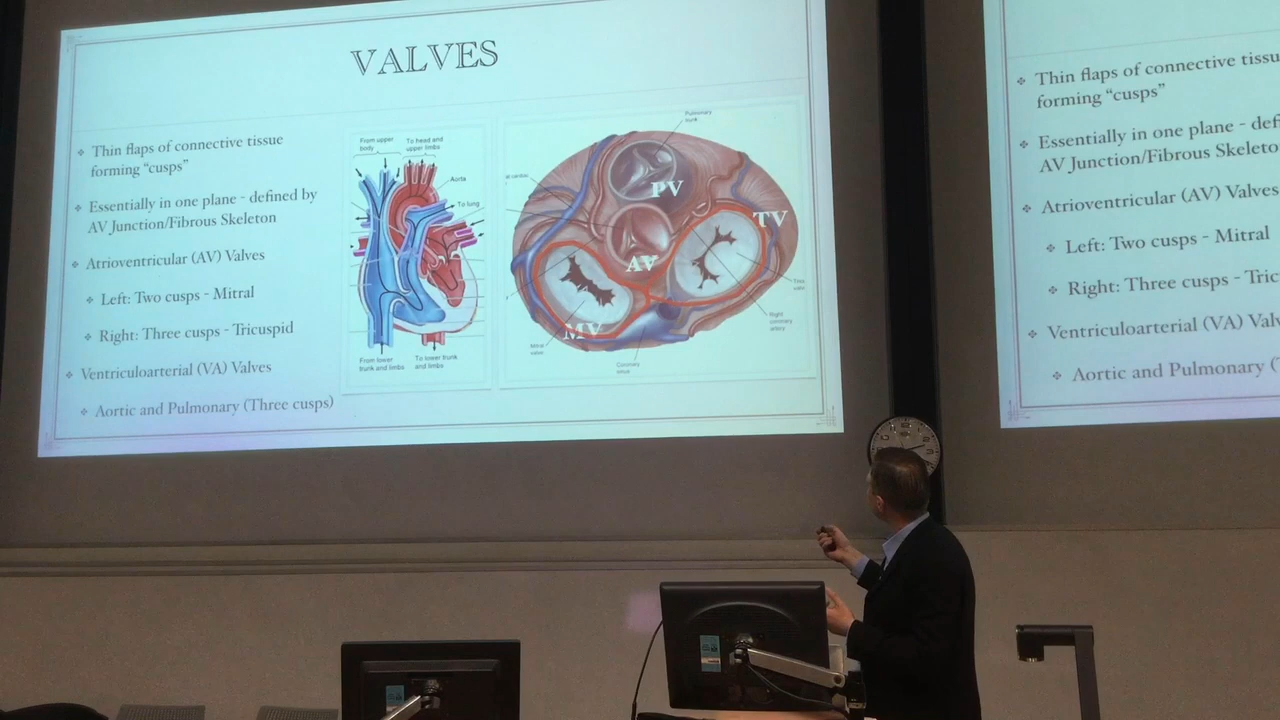 VALVES
Thin flaps of connective tissue
forming “cusps”
Essentially in one plane - defined by
AV Junction/Fibrous Skeleton
Atrioventricular (AV) Valves
Left: Two cusps - Mitral
Right: Three cusps - Tricuspid
Ventriculoarterial (VA) Valves
Aortic and Pulmonary (Three cusps)
From upper
body
To head and
upper limbs
Aorta
To lung
From lower
trunk and limbs
To lower trunk
and limbs
Pulmonary
trunk
PV
TV
AV
MV
Mitral
valve
Coronary
sinus
Right
coronary
artery
Thin flaps of connective tissu
forming “cusps”
Essentially in one plane - defi
AV Junction/Fibrous Skeleto
Atrioventricular (AV) Valves
Left: Two cusps - Mitral
Right: Three cusps - Tric
Ventriculoarterial (VA) Valv
Aortic and Pulmonary (